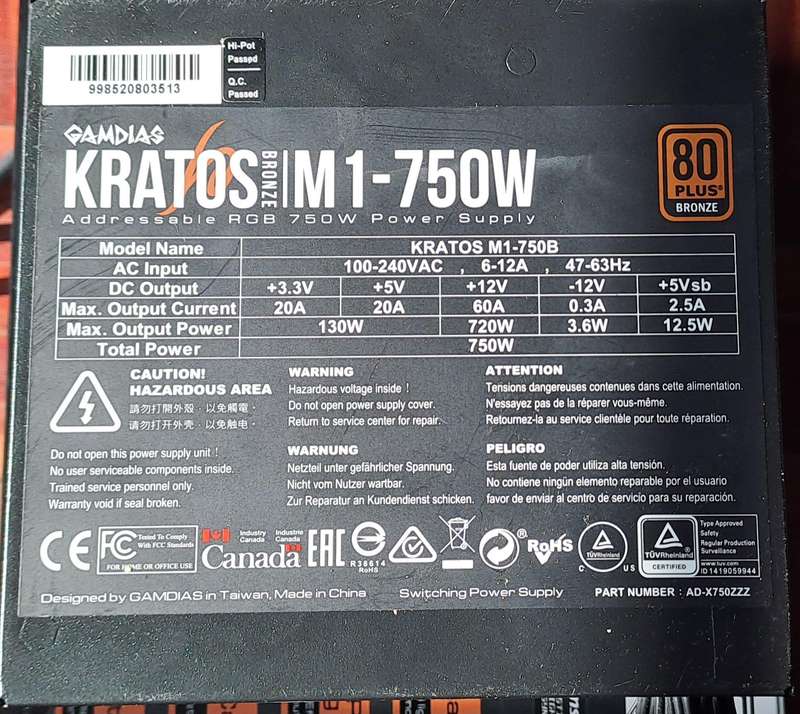 Hi-Pot
Passed
Q.C.
Passed
998520803513
GAMDIAS
KRATOS BRONZE M1-750W
Addressable RGB 750W Power Supply
80
PLUS®
BRONZE
Model Name KRATOS M1-750B
AC Input 100-240VAC , 6-12A , 47-63Hz
DC Output +3.3V +5V +12V -12V +5Vsb
Max. Output Current 20A 20A 60A 0.3A 2.5A
Max. Output Power 130W 720W 3.6W 12.5W
Total Power 750W
CAUTION!
HAZARDOUS AREA
請勿打開外殼，以免觸電。
请勿打开外壳，以免触电。
Do not open this power supply unit !
No user serviceable components inside.
Trained service personnel only.
Warranty void if seal broken.
WARNING
Hazardous voltage inside !
Do not open power supply cover.
Return to service center for repair.
WARNUNG
Netzteil unter gefährlicher Spannung.
Nicht vom Nutzer wartbar.
Zur Reparatur an Kundendienst schicken.
ATTENTION
Tensions dangereuses contenues dans cette alimentation.
N'essayez pas de la réparer vous-même.
Retournez-la au service clientèle pour toute réparation.
PELIGRO
Esta fuente de poder utiliza alta tensión.
No contiene ningún elemento reparable por el usuario
favor de enviar al centro de servicio para su reparación.
CE
FC Tested To Comply
With FCC Standards
FOR HOME OR OFFICE USE
Industry Canada
Industrie Canada
Canada
EAC
R36614
RoHS
RoHS
TÜVRheinland
C US
TÜVRheinland
CERTIFIED
Type Approved
Safety
Regular Production
Surveillance
www.tuv.com
ID 1419059944
Designed by GAMDIAS in Taiwan, Made in China
Switching Power Supply
PART NUMBER : AD-X750ZZZ